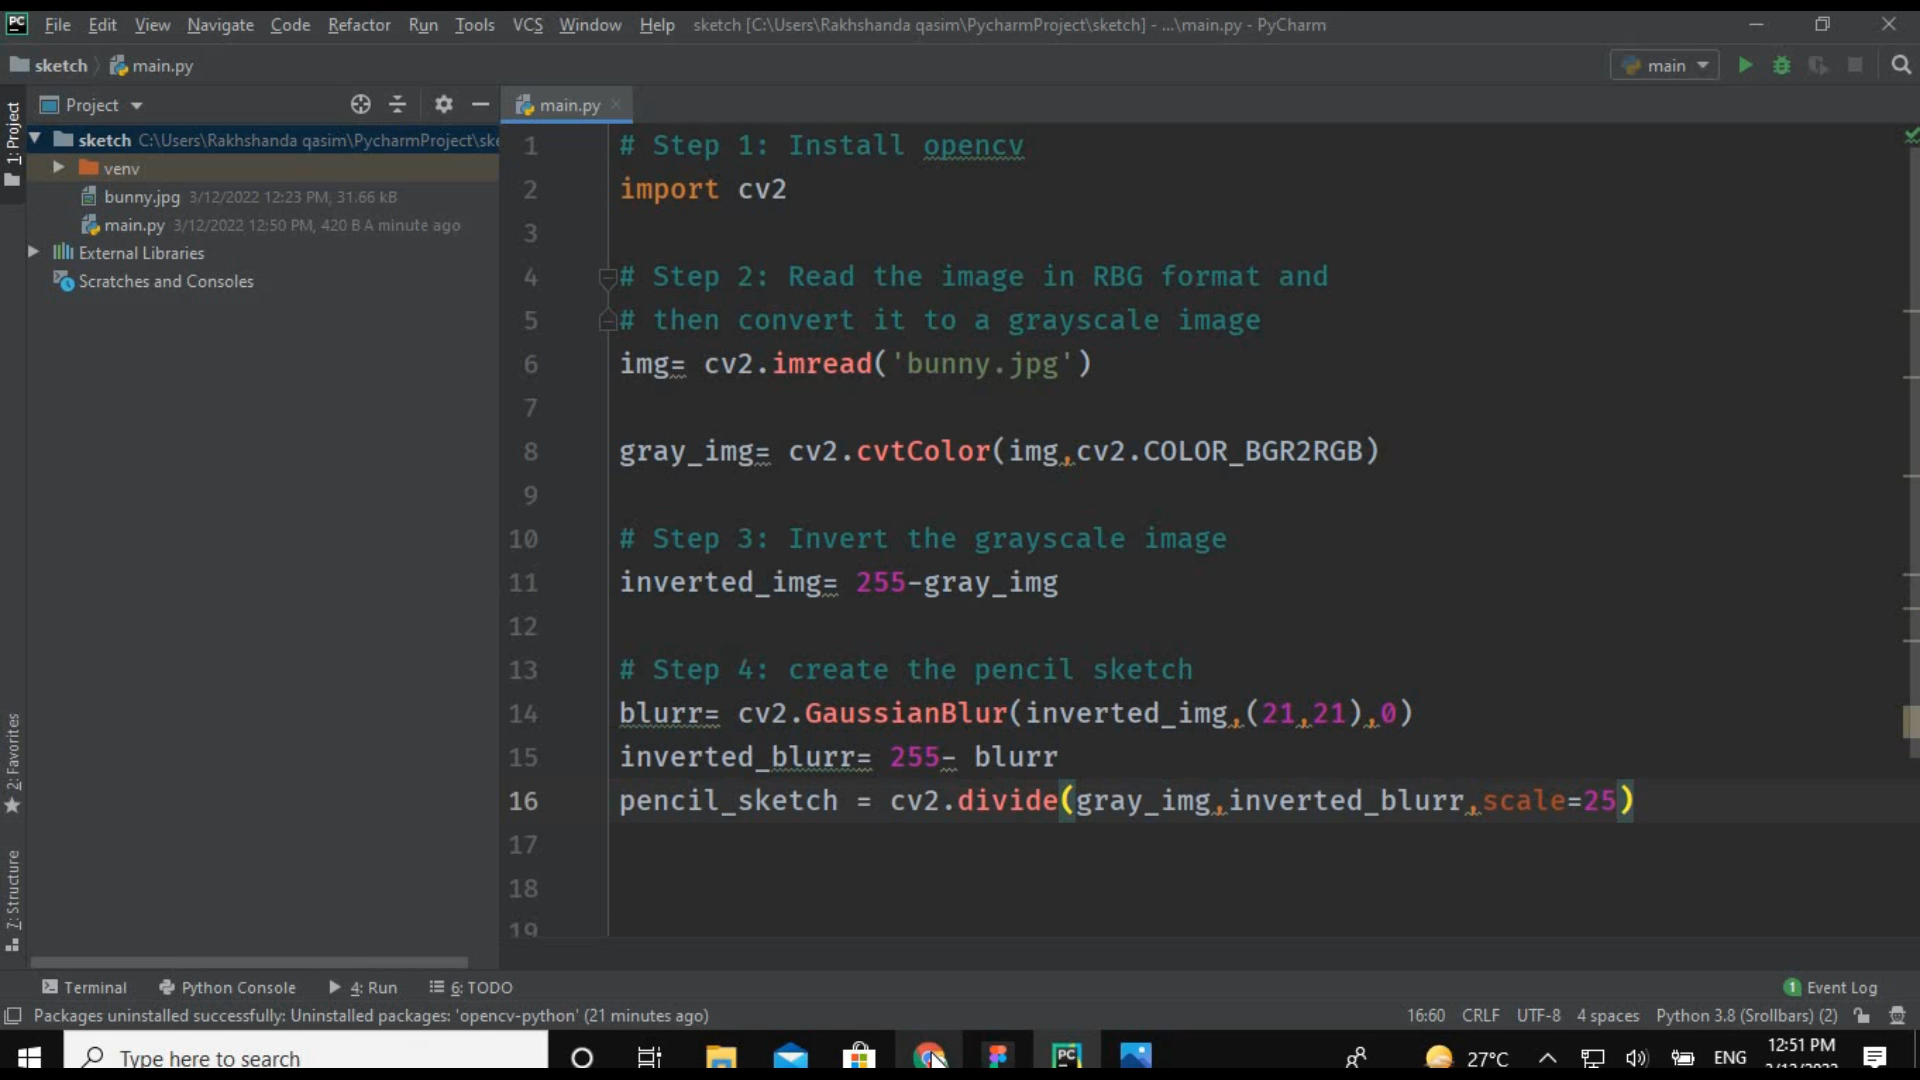 PC File Edit View Navigate Code Refactor Run Tools VCS Window Help sketch [C:\Users\Rakhshanda qasim\PycharmProject\sketch] - ...\main.py - PyCharm
sketch main.py main
1: Project
Project
main.py
sketch C:\Users\Rakhshanda qasim\PycharmProject\ske
venv
bunny.jpg 3/12/2022 12:23 PM, 31.66 kB
main.py 3/12/2022 12:50 PM, 420 B A minute ago
External Libraries
Scratches and Consoles
1 # Step 1: Install opencv
2 import cv2
3
4 # Step 2: Read the image in RBG format and
5 # then convert it to a grayscale image
6 img= cv2.imread('bunny.jpg')
7
8 gray_img= cv2.cvtColor(img,cv2.COLOR_BGR2RGB)
9
10 # Step 3: Invert the grayscale image
11 inverted_img= 255-gray_img
12
13 # Step 4: create the pencil sketch
14 blurr= cv2.GaussianBlur(inverted_img,(21,21),0)
15 inverted_blurr= 255- blurr
16 pencil_sketch = cv2.divide(gray_img,inverted_blurr,scale=25)
17
18
19
2: Favorites
7: Structure
Terminal Python Console 4: Run 6: TODO 1 Event Log
Packages uninstalled successfully: Uninstalled packages: 'opencv-python' (21 minutes ago) 16:60 CRLF UTF-8 4 spaces Python 3.8 (Srollbars) (2)
Type here to search PC 27°C ENG 12:51 PM
3/12/2022